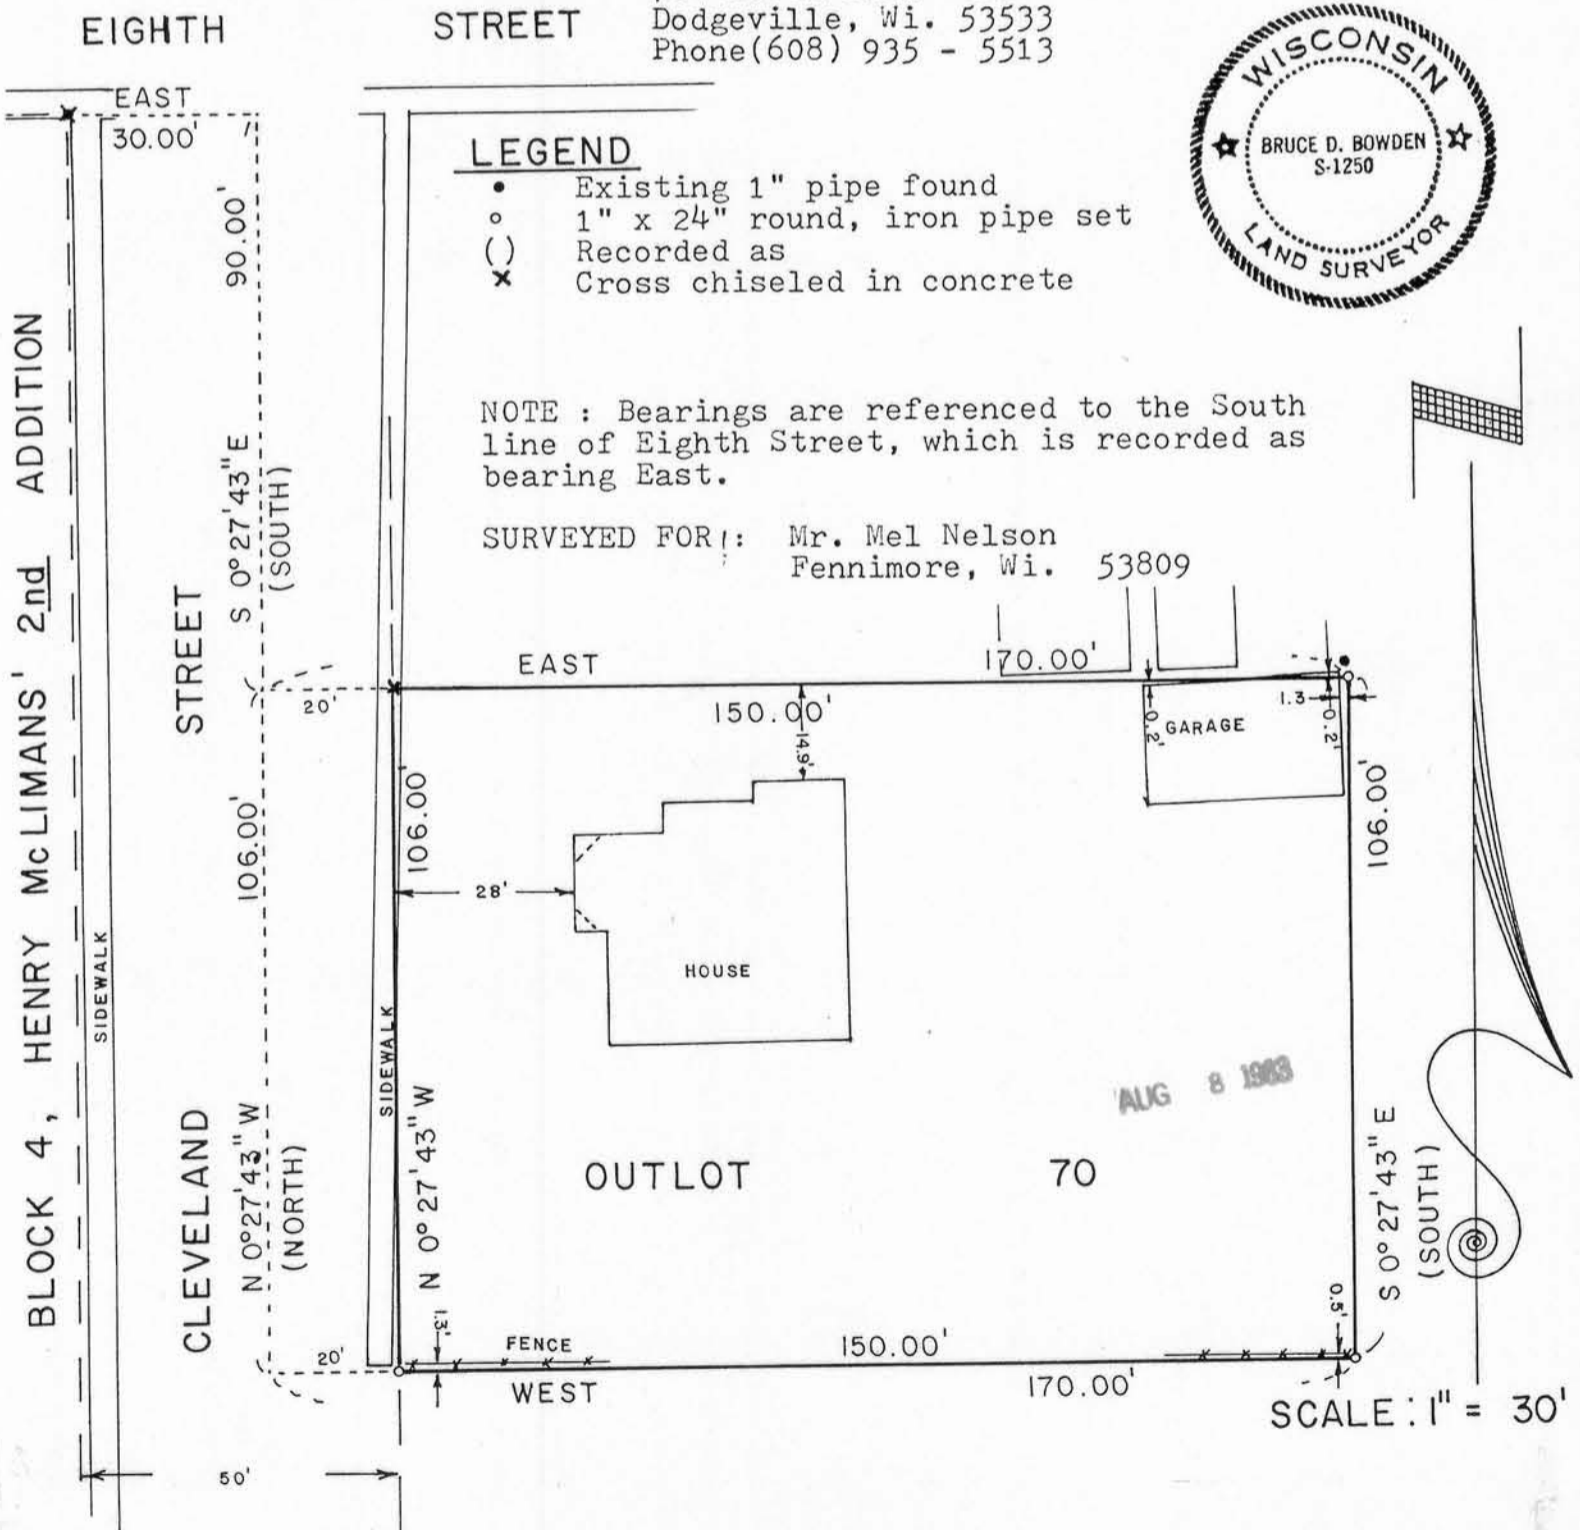 EIGHTH STREET
Dodgeville, Wi. 53533
Phone(608) 935 - 5513
WISCONSIN
BRUCE D. BOWDEN
S-1250
LAND SURVEYOR
EAST
30.00'
90.00'
LEGEND
• Existing 1" pipe found
o 1" x 24" round, iron pipe set
( ) Recorded as
x Cross chiseled in concrete
NOTE : Bearings are referenced to the South
line of Eighth Street, which is recorded as
bearing East.
SURVEYED FOR : Mr. Mel Nelson
Fennimore, Wi. 53809
BLOCK 4, HENRY McLIMANS' 2nd ADDITION
S 0°27'43" E
(SOUTH)
CLEVELAND STREET
EAST
170.00'
20'
150.00'
14.9'
0.2'
GARAGE
1.3
0.2'
106.00'
106.00'
106.00'
28'
HOUSE
SIDEWALK
SIDEWALK
AUG 8 1983
N 0°27'43" W
(NORTH)
N 0°27'43" W
OUTLOT 70
S 0°27'43" E
(SOUTH)
1.3'
0.5'
20'
FENCE
150.00'
WEST
170.00'
SCALE: 1" = 30'
50'